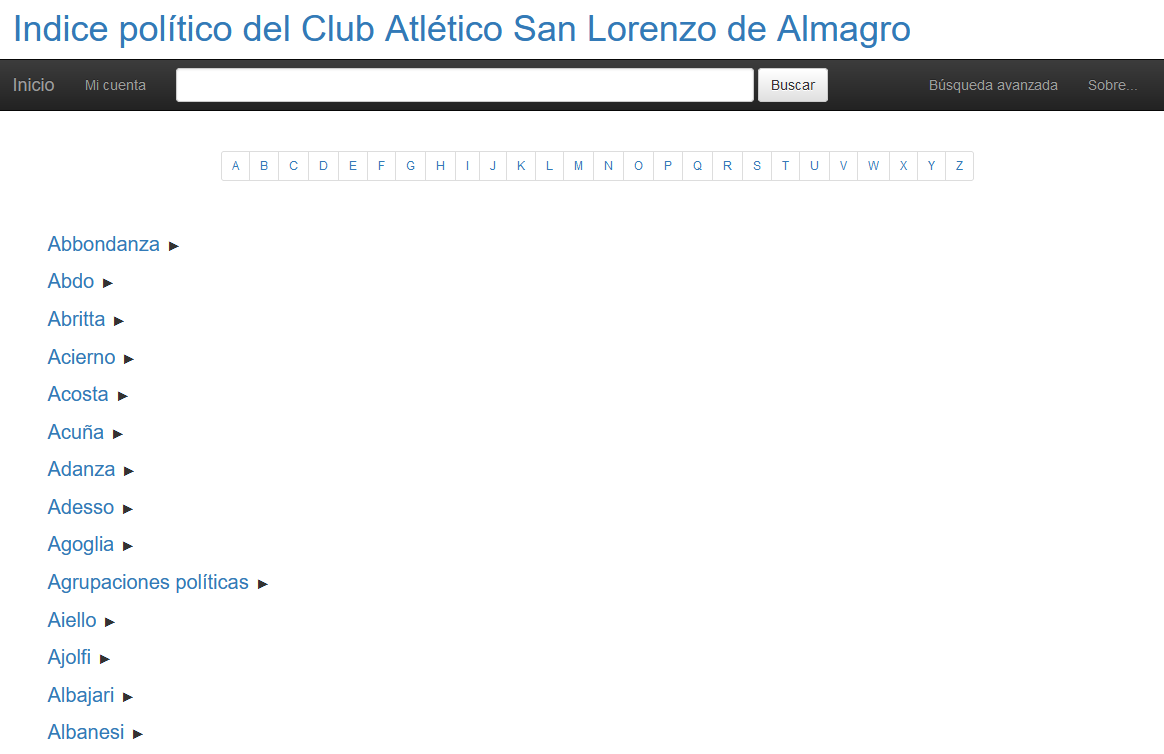 Indice político del Club Atlético San Lorenzo de Almagro
Inicio Mi cuenta Buscar Búsqueda avanzada Sobre...
A B C D E F G H I J K L M N O P Q R S T U V W X Y Z
Abbondanza ►
Abdo ►
Abritta ►
Acierno ►
Acosta ►
Acuña ►
Adanza ►
Adesso ►
Agoglia ►
Agrupaciones políticas ►
Aiello ►
Ajolfi ►
Albajari ►
Albanesi ►